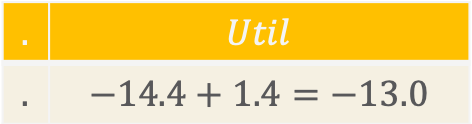 . Util
. −14.4 + 1.4 = −13.0